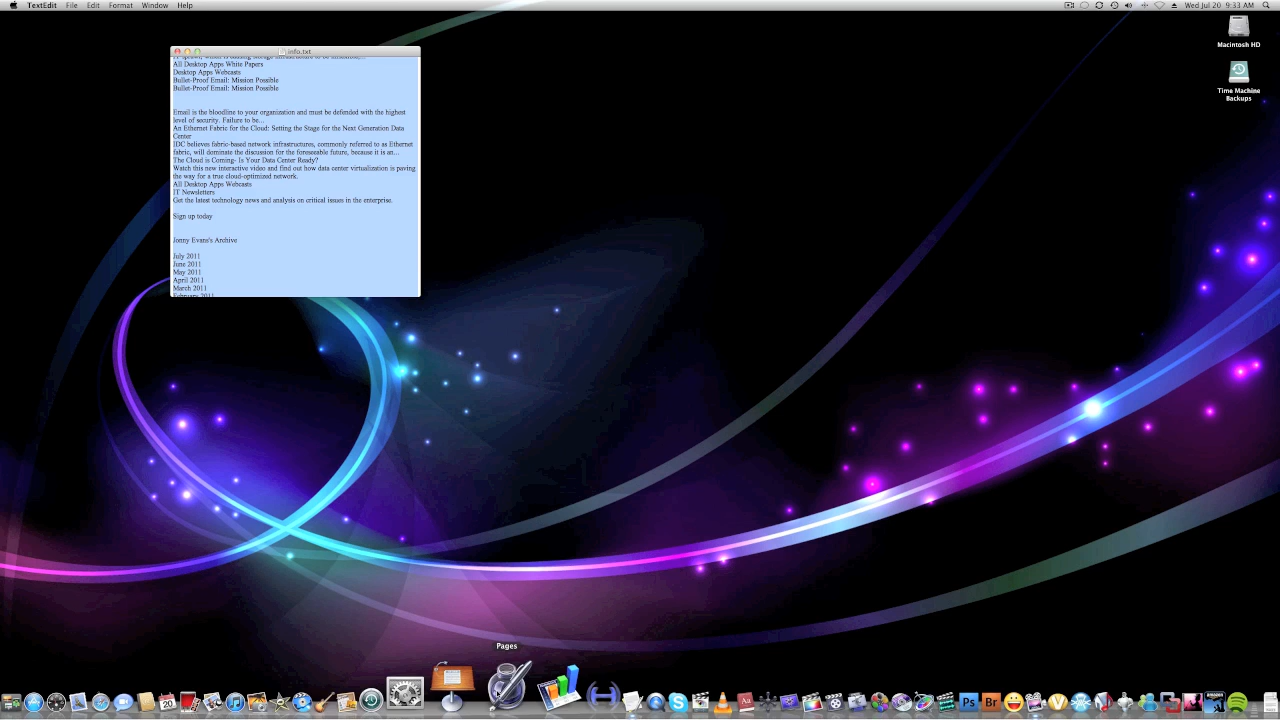 TextEdit File Edit Format Window Help
Wed Jul 20 9:33 AM
Macintosh HD
Time Machine
Backups
info.txt
All Desktop Apps White Papers
Desktop Apps Webcasts
Bullet-Proof Email: Mission Possible
Bullet-Proof Email: Mission Possible
Email is the bloodline to your organization and must be defended with the highest
level of security. Failure to be...
An Ethernet Fabric for the Cloud: Setting the Stage for the Next Generation Data
Center
IDC believes fabric-based network infrastructures, commonly referred to as Ethernet
fabric, will dominate the discussion for the foreseeable future, because it is an...
The Cloud is Coming- Is Your Data Center Ready?
Watch this new interactive video and find out how data center virtualization is paving
the way for a true cloud-optimized network.
All Desktop Apps Webcasts
IT Newsletters
Get the latest technology news and analysis on critical issues in the enterprise.
Sign up today
Jonny Evans's Archive
July 2011
June 2011
May 2011
April 2011
March 2011
February 2011
Pages
20
Aa
Ps
Br